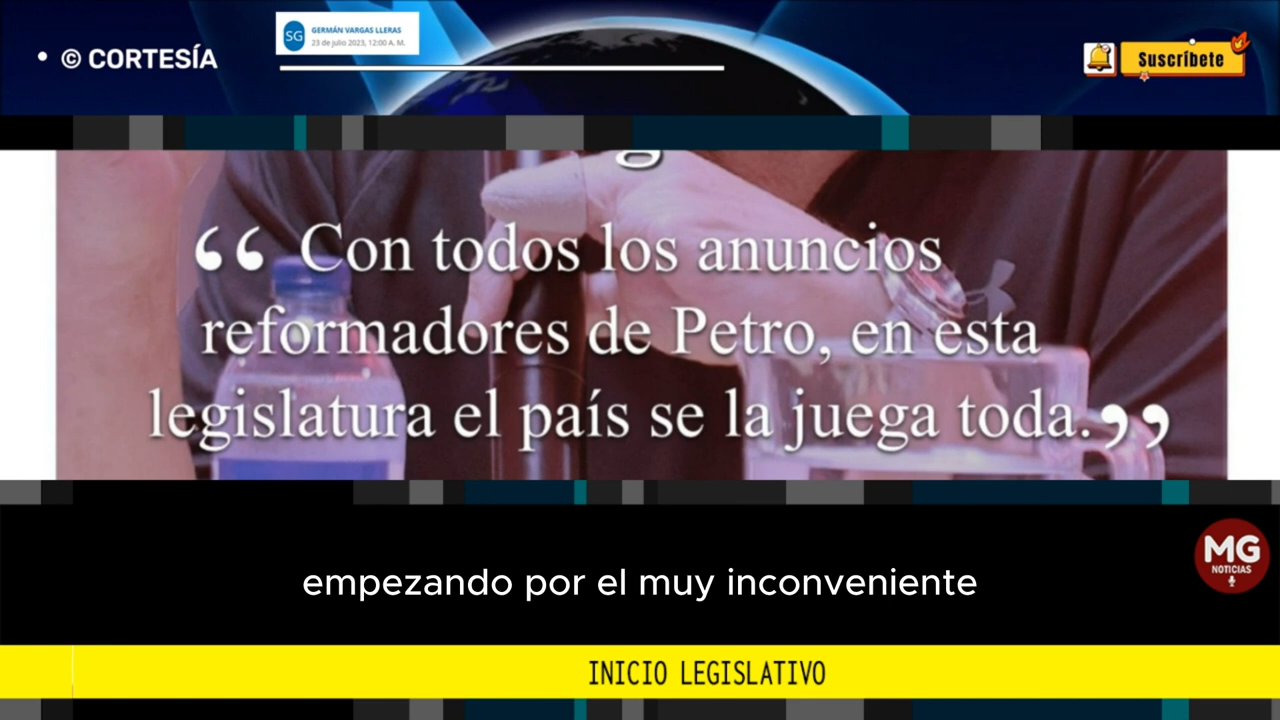 © CORTESÍA
SG
GERMÁN VARGAS LLERAS
23 de julio 2023, 12:00 A. M.
Suscríbete
“ Con todos los anuncios
reformadores de Petro, en esta
legislatura el país se la juega toda.”
empezando por el muy inconveniente
MG
NOTICIAS
INICIO LEGISLATIVO